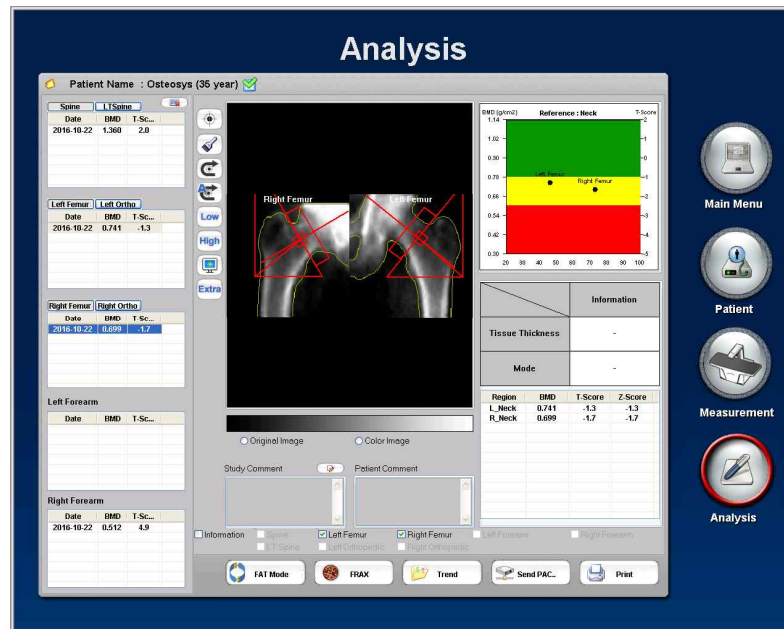 Analysis
Patient Name : Osteosys (35 year)
Spine LTSpine
Date BMD T-Sc...
2016-10-22 1.360 2.0
Left Femur Left Ortho
Date BMD T-Sc...
2016-10-22 0.741 -1.3
Right Femur Right Ortho
Date BMD T-Sc...
2016-10-22 0.699 -1.7
Left Forearm
Date BMD T-Sc...
Right Forearm
Date BMD T-Sc...
2016-10-22 0.512 4.9
Low
High
Extra
Right Femur Left Femur
Original Image Color Image
Study Comment Patient Comment
BMD (g/cm2) Reference : Neck T-Score
1.14 2
1.02 1
0.90 0
0.78 -1
0.66 -2
0.54 -3
0.42 -4
0.30 -5
Left Femur
Right Femur
20 30 40 50 60 70 80 90 100
Information
Tissue Thickness -
Mode -
Region BMD T-Score Z-Score
L_Neck 0.741 -1.3 -1.3
R_Neck 0.699 -1.7 -1.7
Information Spine Left Femur Right Femur Left Forearm Right Forearm
LT Spine Left Orthopedic Right Orthopedic
FAT Mode FRAX Trend Send PAC.. Print
Main Menu
Patient
Measurement
Analysis